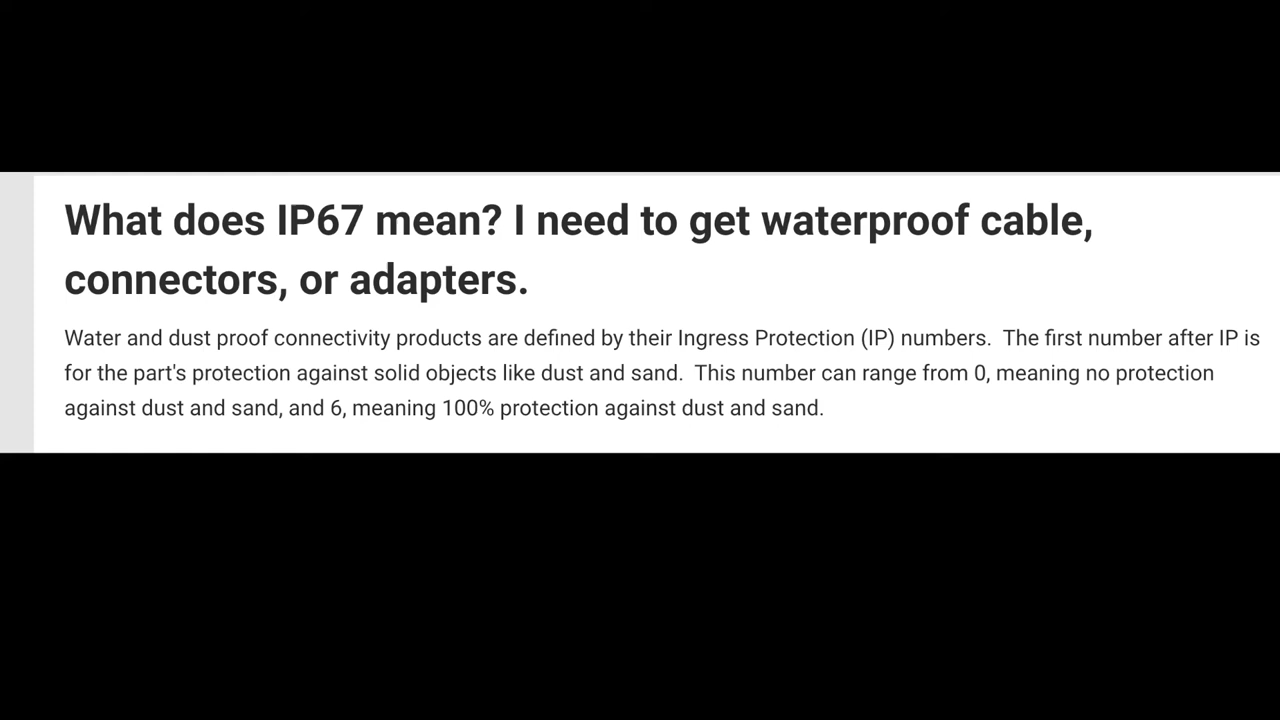 What does IP67 mean? I need to get waterproof cable,
connectors, or adapters.
Water and dust proof connectivity products are defined by their Ingress Protection (IP) numbers.  The first number after IP is
for the part's protection against solid objects like dust and sand.  This number can range from 0, meaning no protection
against dust and sand, and 6, meaning 100% protection against dust and sand.